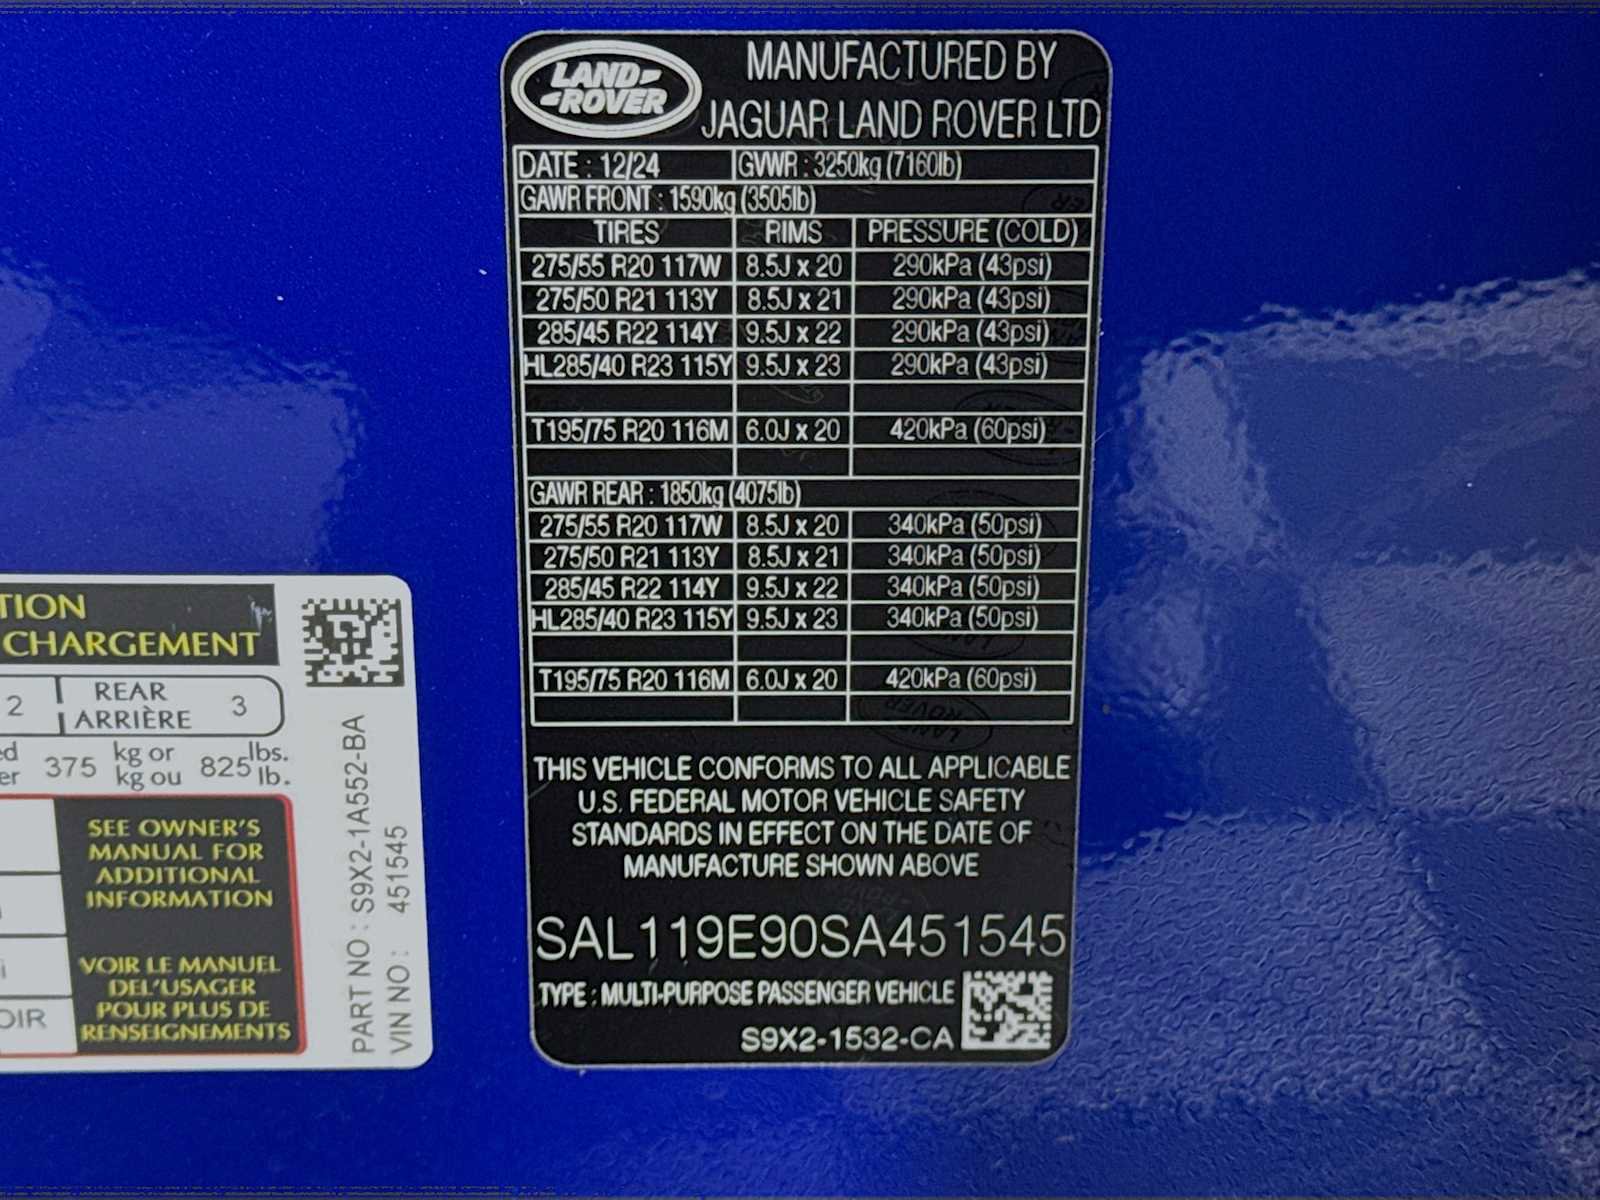 LAND
ROVER
MANUFACTURED BY
JAGUAR LAND ROVER LTD
DATE : 12/24 GVWR : 3250kg (7160lb)
GAWR FRONT : 1590kg (3505lb)
TIRES RIMS PRESSURE (COLD)
275/55 R20 117W 8.5J x 20 290kPa (43psi)
275/50 R21 113Y 8.5J x 21 290kPa (43psi)
285/45 R22 114Y 9.5J x 22 290kPa (43psi)
HL285/40 R23 115Y 9.5J x 23 290kPa (43psi)
T195/75 R20 116M 6.0J x 20 420kPa (60psi)
GAWR REAR : 1850kg (4075lb)
275/55 R20 117W 8.5J x 20 340kPa (50psi)
275/50 R21 113Y 8.5J x 21 340kPa (50psi)
285/45 R22 114Y 9.5J x 22 340kPa (50psi)
HL285/40 R23 115Y 9.5J x 23 340kPa (50psi)
T195/75 R20 116M 6.0J x 20 420kPa (60psi)
THIS VEHICLE CONFORMS TO ALL APPLICABLE
U.S. FEDERAL MOTOR VEHICLE SAFETY
STANDARDS IN EFFECT ON THE DATE OF
MANUFACTURE SHOWN ABOVE
SAL119E90SA451545
TYPE : MULTI-PURPOSE PASSENGER VEHICLE
S9X2-1532-CA
TION
CHARGEMENT
2 REAR
ARRIÈRE 3
ed 375 kg or 825 lbs.
er kg ou lb.
SEE OWNER'S
MANUAL FOR
ADDITIONAL
INFORMATION
VOIR LE MANUEL
DEL'USAGER
POUR PLUS DE
RENSEIGNEMENTS
OIR
PART NO : S9X2-1A552-BA
VIN NO : 451545